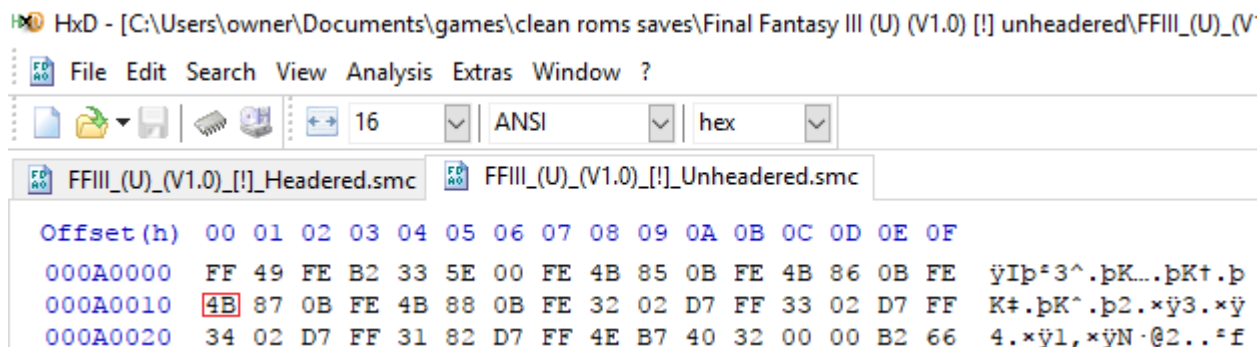 HxD - [C:\Users\owner\Documents\games\clean roms saves\Final Fantasy III (U) (V1.0) [!] unheadered\FFIII_(U)_(V1
File Edit Search View Analysis Extras Window ?
16 ANSI hex
FFIII_(U)_(V1.0)_[!]_Headered.smc FFIII_(U)_(V1.0)_[!]_Unheadered.smc
Offset(h) 00 01 02 03 04 05 06 07 08 09 0A 0B 0C 0D 0E 0F
000A0000 FF 49 FE B2 33 5E 00 FE 4B 85 0B FE 4B 86 0B FE ÿIþ²3^.þK….þK†.þ
000A0010 4B 87 0B FE 4B 88 0B FE 32 02 D7 FF 33 02 D7 FF K‡.þKˆ.þ2.×ÿ3.×ÿ
000A0020 34 02 D7 FF 31 82 D7 FF 4E B7 40 32 00 00 B2 66 4.×ÿ1‚×ÿN·@2..²f